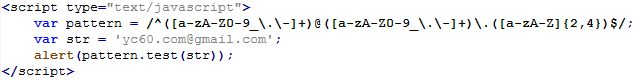 <script type="text/javascript">
    var pattern = /^([a-zA-Z0-9_\.\-]+)@([a-zA-Z0-9_\.\-]+)\.([a-zA-Z]{2,4})$/;
    var str = 'yc60.com@gmail.com';
    alert(pattern.test(str));
</script>